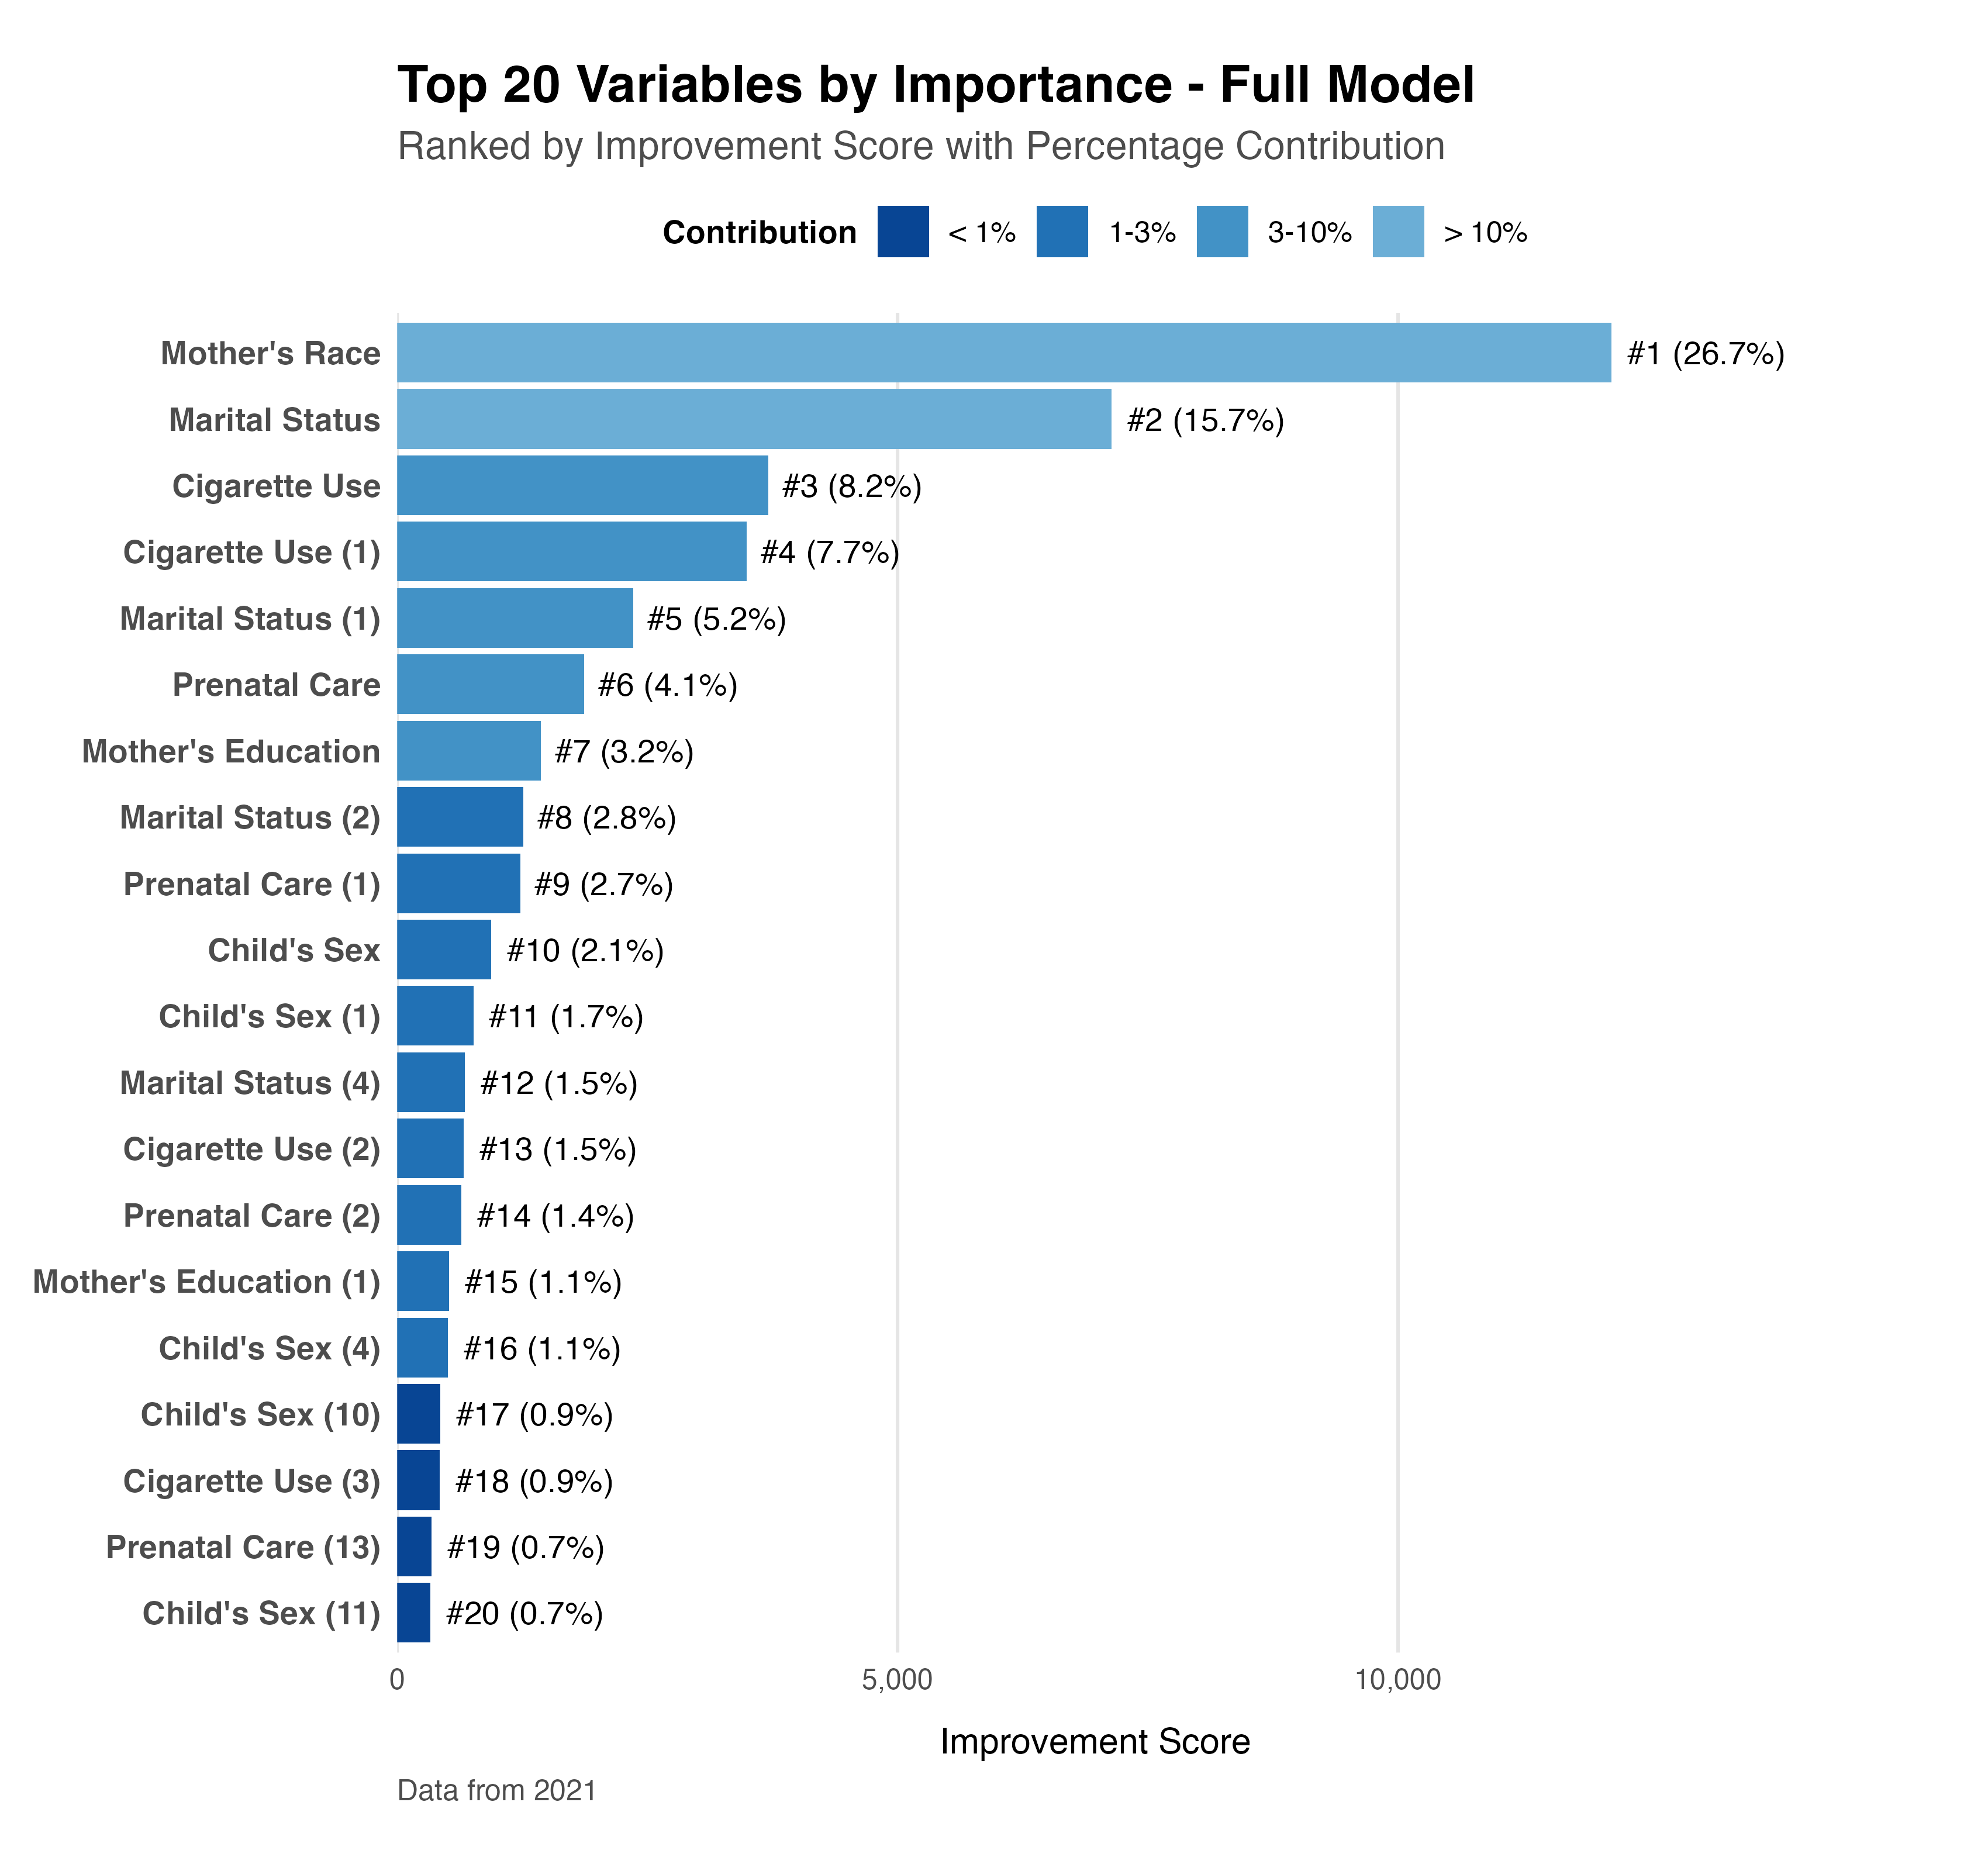 Top 20 Variables by Importance - Full Model
Ranked by Improvement Score with Percentage Contribution
Contribution < 1% 1-3% 3-10% > 10%
Mother's Race #1 (26.7%)
Marital Status #2 (15.7%)
Cigarette Use #3 (8.2%)
Cigarette Use (1) #4 (7.7%)
Marital Status (1) #5 (5.2%)
Prenatal Care #6 (4.1%)
Mother's Education #7 (3.2%)
Marital Status (2) #8 (2.8%)
Prenatal Care (1) #9 (2.7%)
Child's Sex #10 (2.1%)
Child's Sex (1) #11 (1.7%)
Marital Status (4) #12 (1.5%)
Cigarette Use (2) #13 (1.5%)
Prenatal Care (2) #14 (1.4%)
Mother's Education (1) #15 (1.1%)
Child's Sex (4) #16 (1.1%)
Child's Sex (10) #17 (0.9%)
Cigarette Use (3) #18 (0.9%)
Prenatal Care (13) #19 (0.7%)
Child's Sex (11) #20 (0.7%)
0 5,000 10,000
Improvement Score
Data from 2021